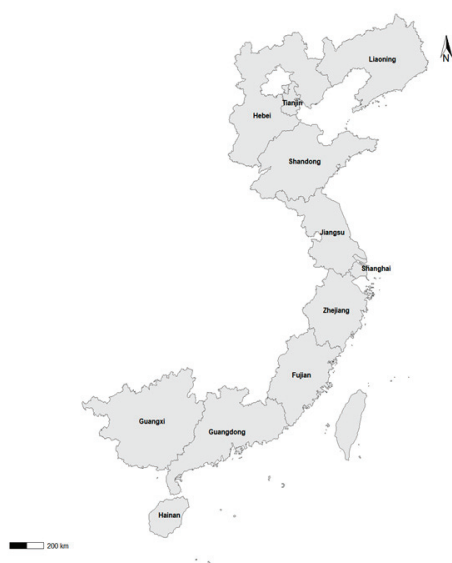 Liaoning
N
Tianjin
Hebei
Shandong
Jiangsu
Shanghai
Zhejiang
Fujian
Guangxi
Guangdong
Hainan
200 km